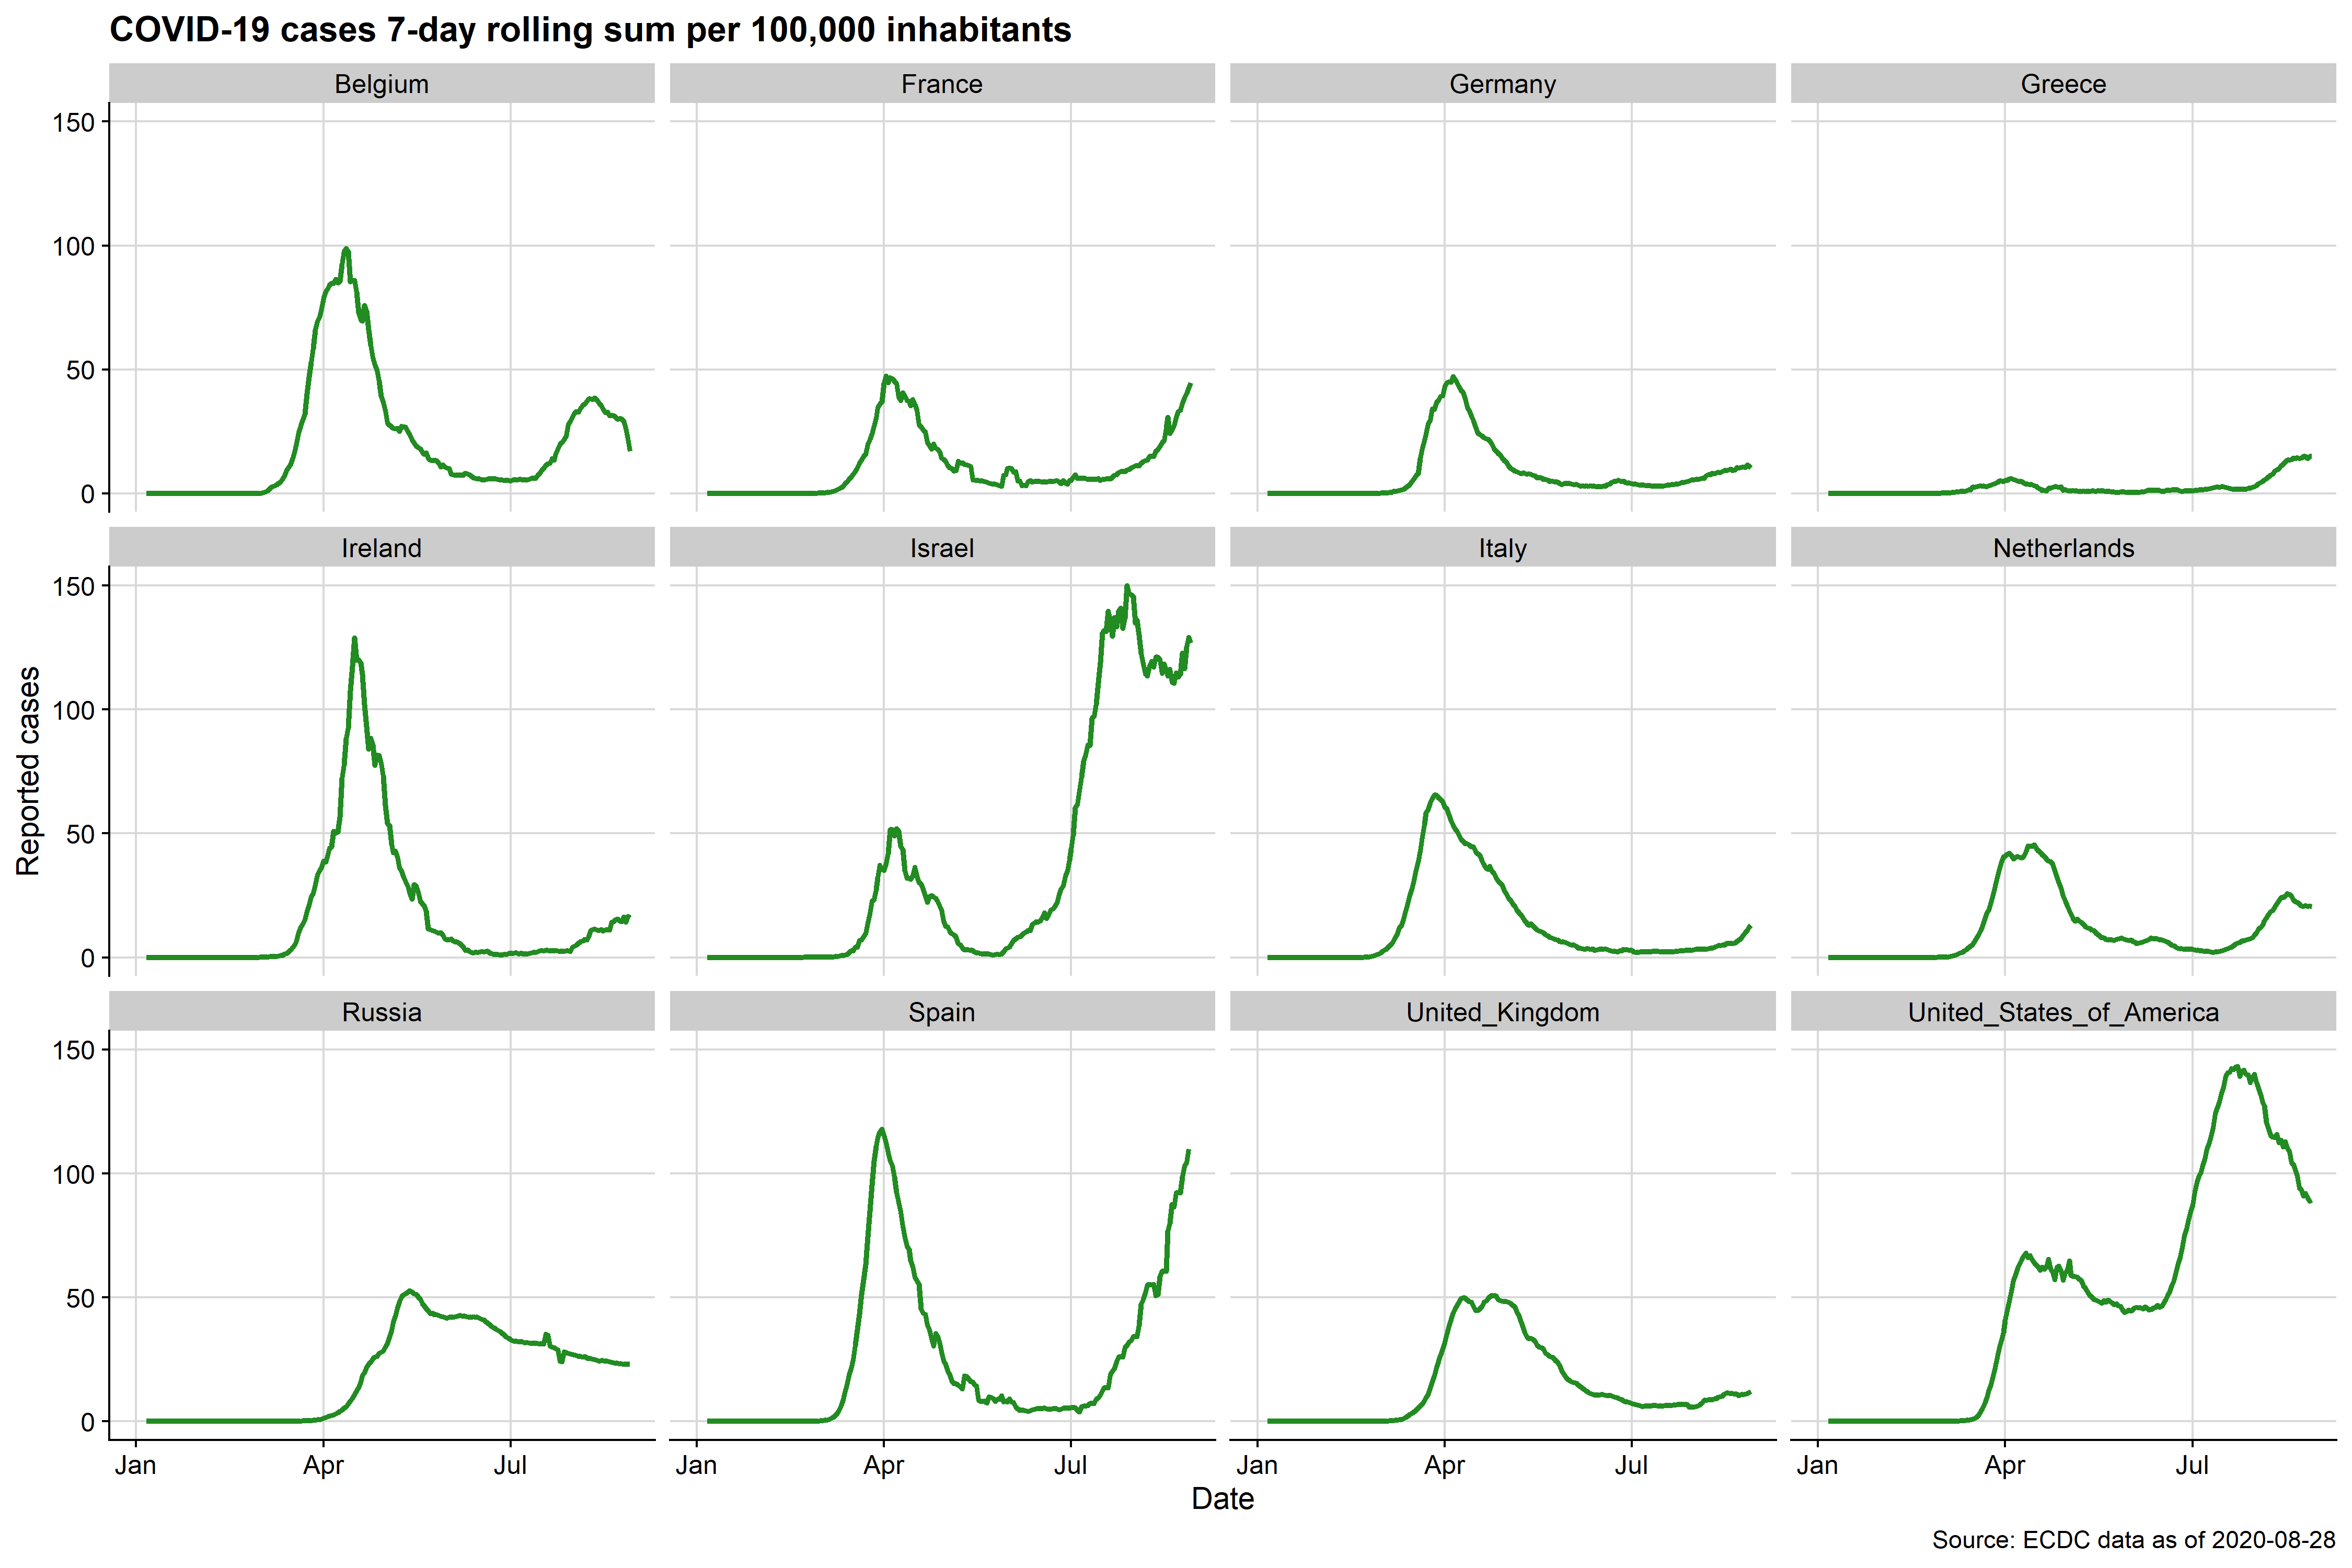 COVID-19 cases 7-day rolling sum per 100,000 inhabitants
Belgium France Germany Greece
150
100
50
0
Ireland Israel Italy Netherlands
150
100
50
0
Reported cases
Russia Spain United_Kingdom United_States_of_America
150
100
50
0
Jan Apr Jul Jan Apr Jul Jan Apr Jul Jan Apr Jul
Date
Source: ECDC data as of 2020-08-28